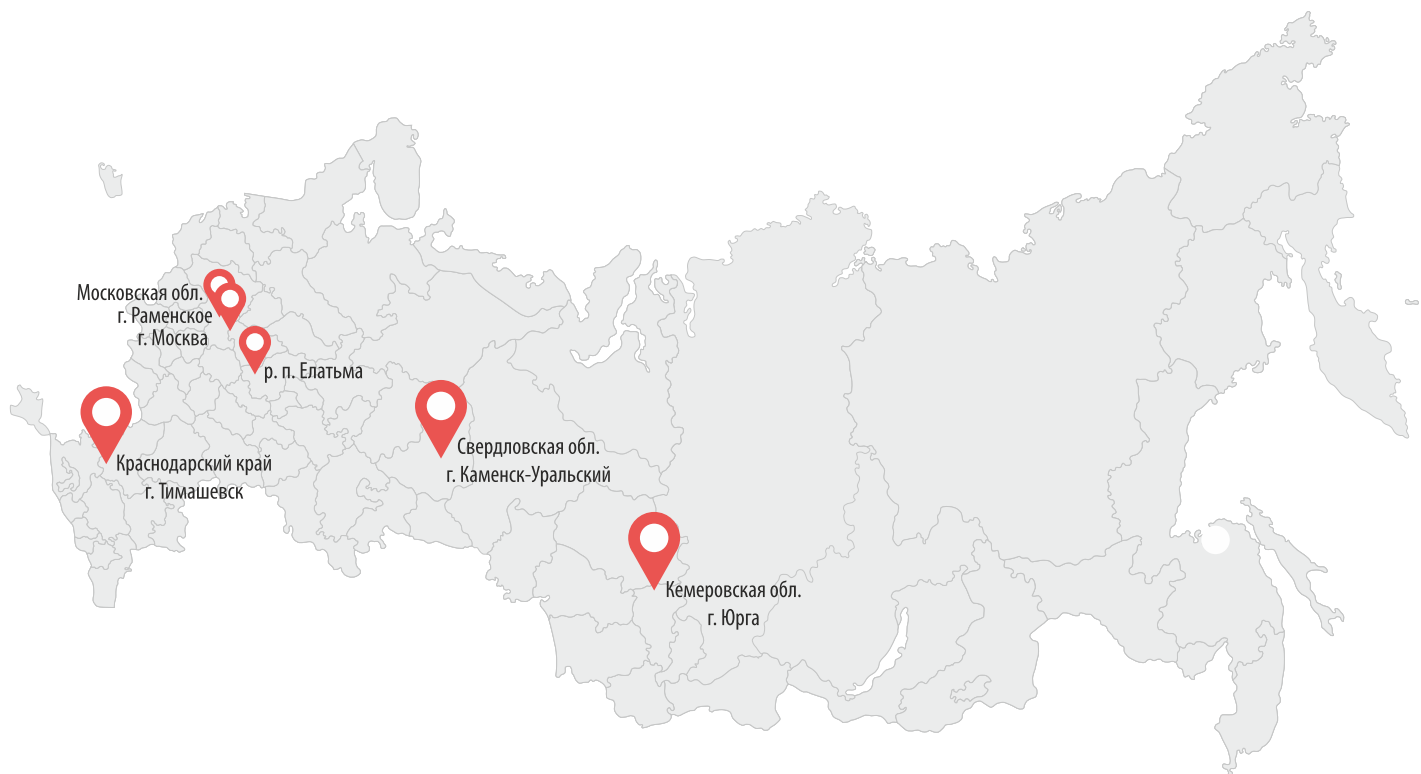 Московская обл.
г. Раменское
г. Москва
р. п. Елатьма
Краснодарский край
г. Тимашевск
Свердловская обл.
г. Каменск-Уральский
Кемеровская обл.
г. Юрга